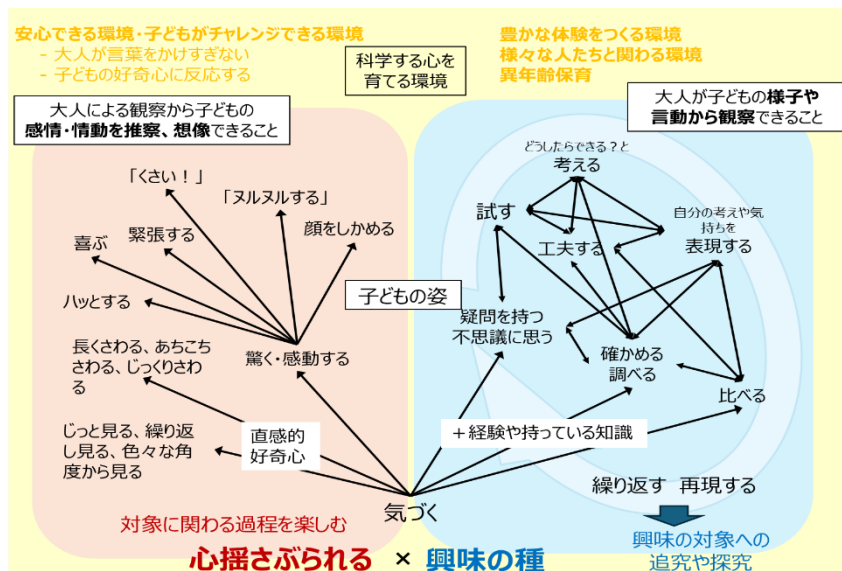 安心できる環境・子どもがチャレンジできる環境
- 大人が言葉をかけすぎない
- 子どもの好奇心に反応する
科学する心を
育てる環境
豊かな体験をつくる環境
様々な人たちと関わる環境
異年齢保育
大人による観察から子どもの
感情・情動を推察、想像できること
大人が子どもの様子や
言動から観察できること
「くさい！」
「ヌルヌルする」
緊張する
顔をしかめる
喜ぶ
ハッとする
驚く・感動する
長くさわる、あちこち
さわる、じっくりさわ
る
じっと見る、繰り返
し見る、色々な角
度から見る
直感的
好奇心
子どもの姿
どうしたらできる？と
考える
試す
工夫する
自分の考えや気
持ちを
表現する
疑問を持つ
不思議に思う
確かめる
調べる
比べる
＋経験や持っている知識
気づく
繰り返す 再現する
興味の対象への
追究や探究
対象に関わる過程を楽しむ
心揺さぶられる × 興味の種